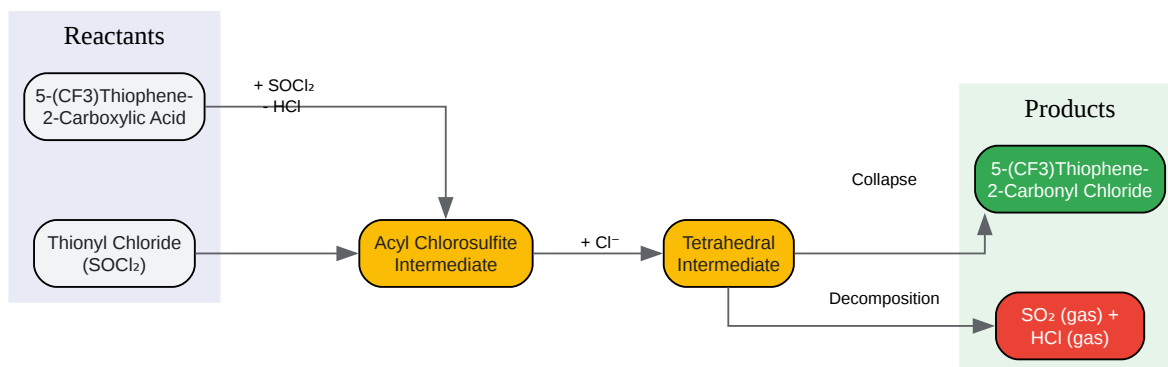 Reactants
5-(CF3)Thiophene-
2-Carboxylic Acid
+ SOCl₂
- HCl
Thionyl Chloride
(SOCl₂)
Acyl Chlorosulfite
Intermediate
+ Cl⁻
Tetrahedral
Intermediate
Collapse
Decomposition
Products
5-(CF3)Thiophene-
2-Carbonyl Chloride
SO₂ (gas) +
HCl (gas)